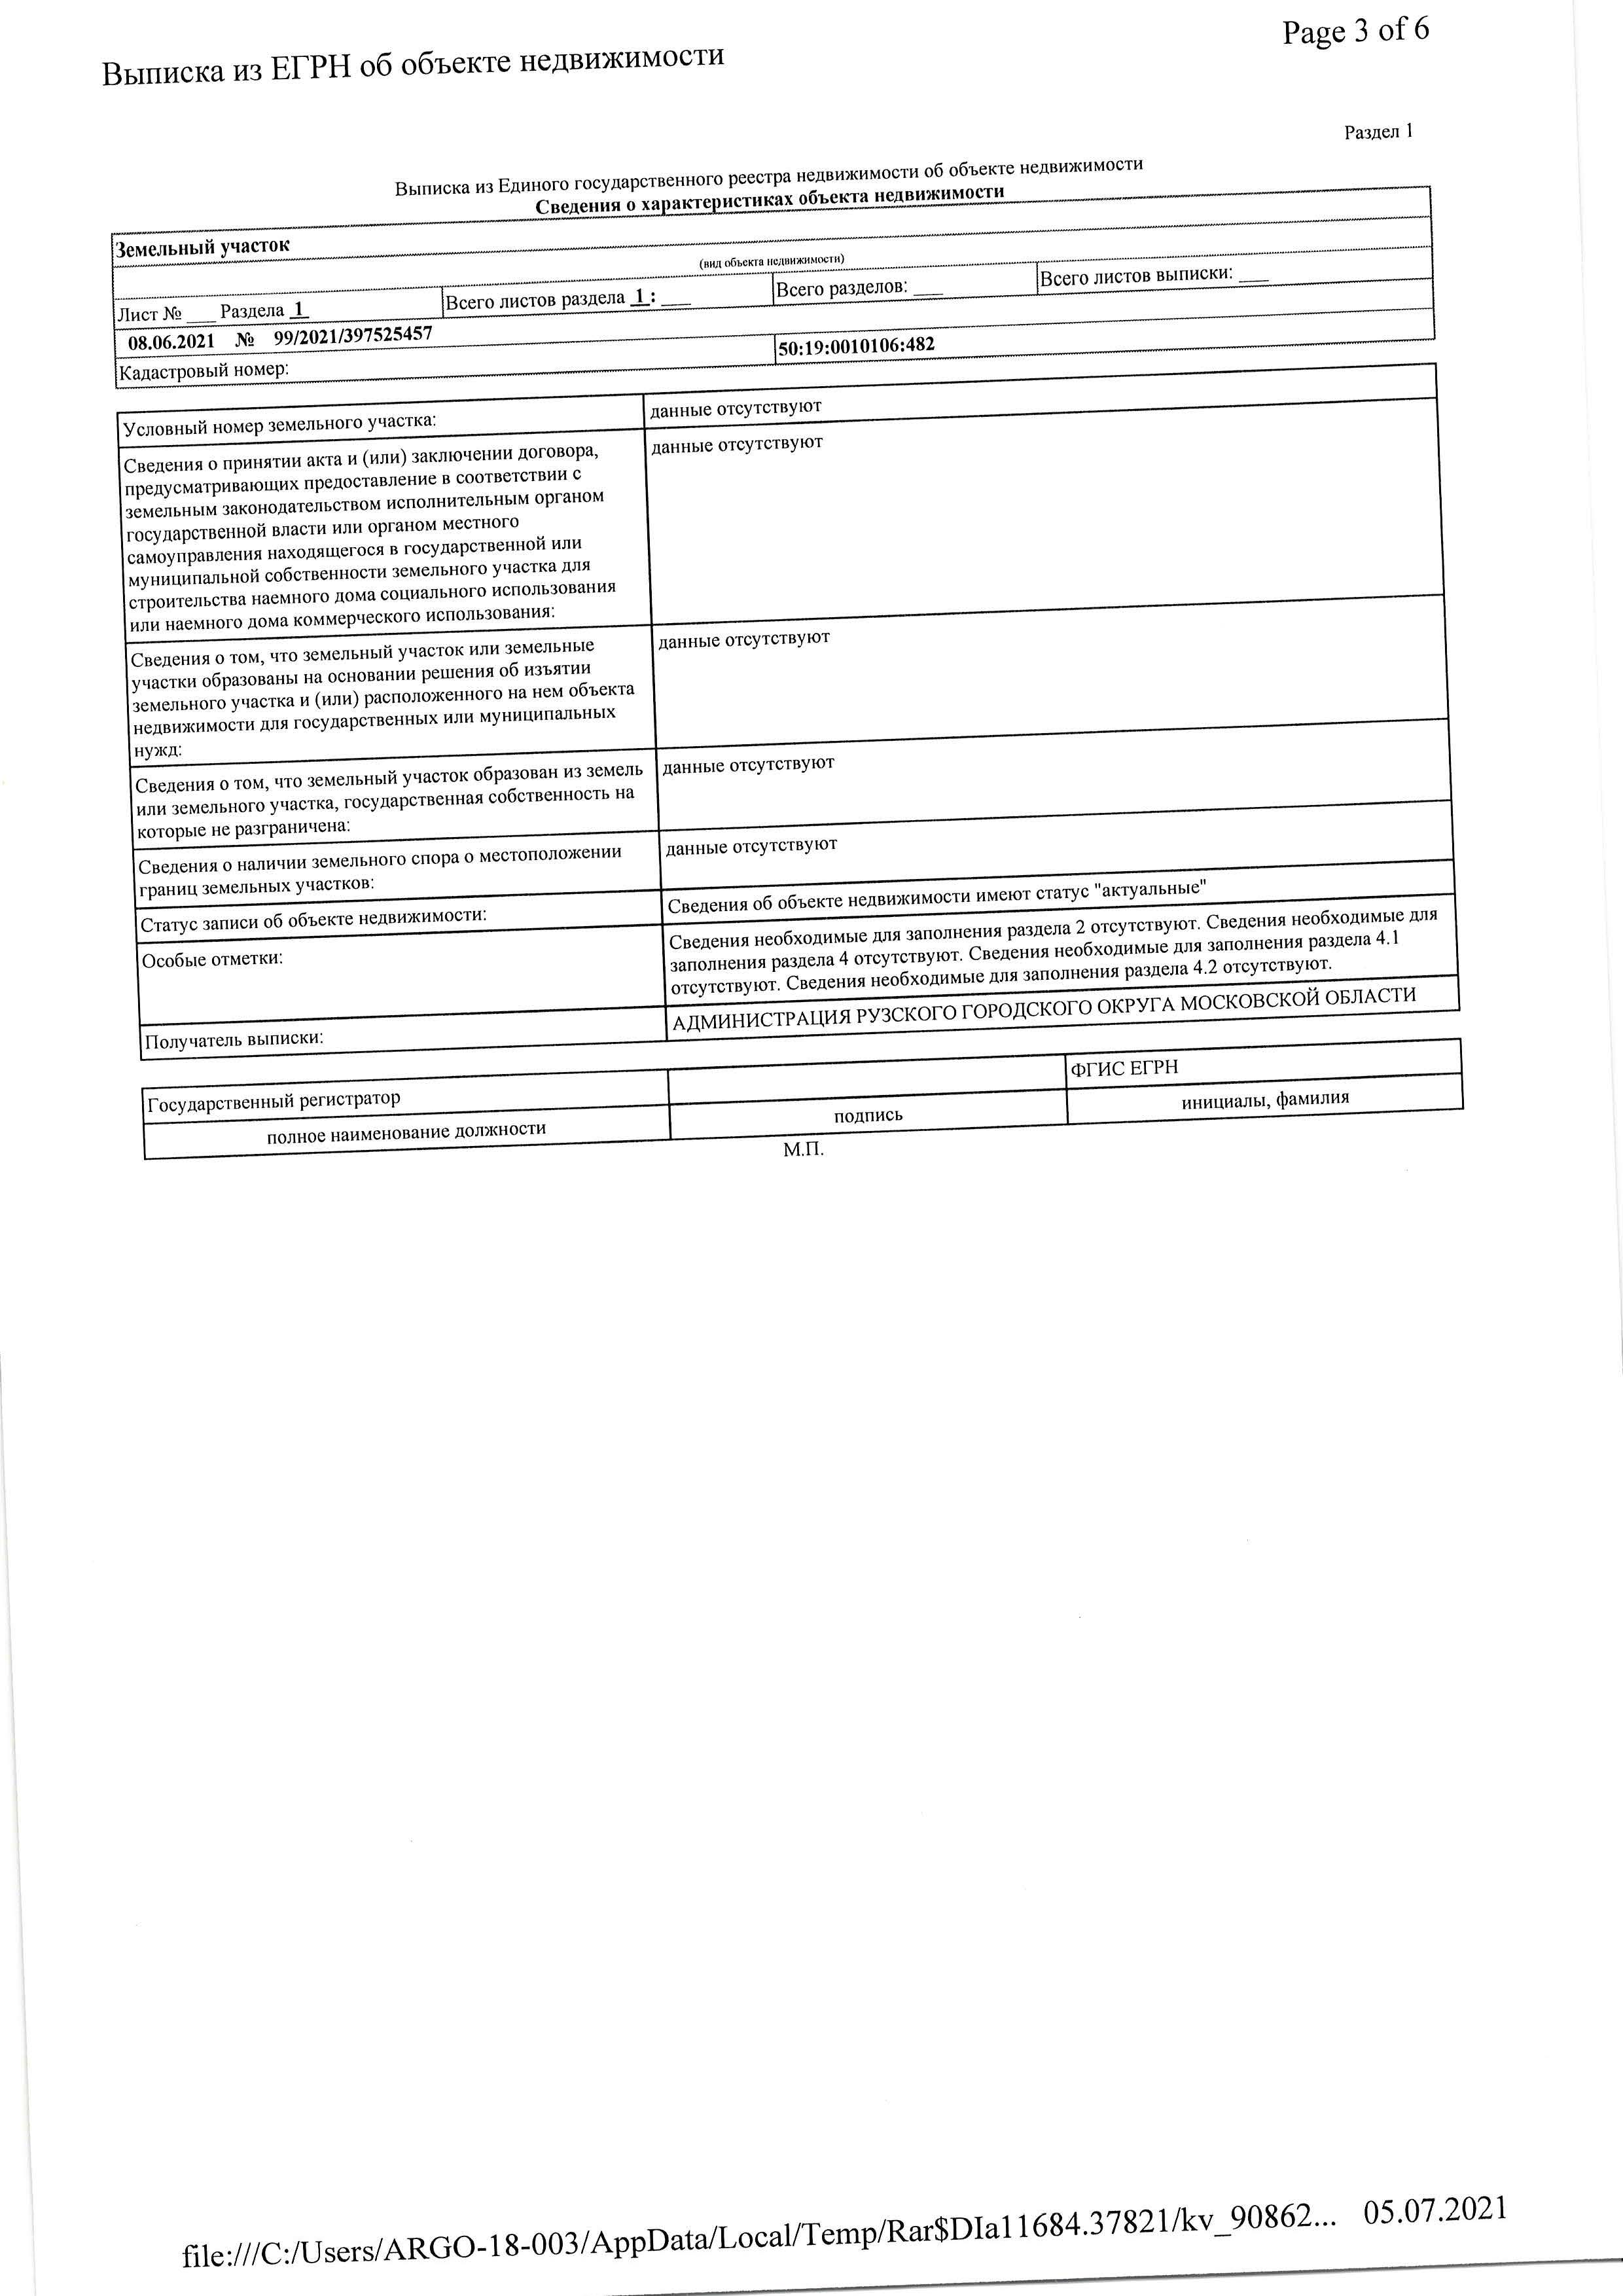 Выписка из ЕГРН об объекте недвижимости
Page 3 of 6
Раздел 1
Выписка из Единого государственного реестра недвижимости об объекте недвижимости
Сведения о характеристиках объекта недвижимости
Земельный участок
(вид объекта недвижимости)
Лист № ___ Раздела 1
Всего листов раздела 1 : ___
Всего разделов: ___
Всего листов выписки: ___
08.06.2021 № 99/2021/397525457
Кадастровый номер:
50:19:0010106:482
Условный номер земельного участка:
данные отсутствуют
Сведения о принятии акта и (или) заключении договора,
предусматривающих предоставление в соответствии с
земельным законодательством исполнительным органом
государственной власти или органом местного
самоуправления находящегося в государственной или
муниципальной собственности земельного участка для
строительства наемного дома социального использования
или наемного дома коммерческого использования:
данные отсутствуют
Сведения о том, что земельный участок или земельные
участки образованы на основании решения об изъятии
земельного участка и (или) расположенного на нем объекта
недвижимости для государственных или муниципальных
нужд:
данные отсутствуют
Сведения о том, что земельный участок образован из земель
или земельного участка, государственная собственность на
которые не разграничена:
данные отсутствуют
Сведения о наличии земельного спора о местоположении
границ земельных участков:
данные отсутствуют
Статус записи об объекте недвижимости:
Сведения об объекте недвижимости имеют статус "актуальные"
Особые отметки:
Сведения необходимые для заполнения раздела 2 отсутствуют. Сведения необходимые для
заполнения раздела 4 отсутствуют. Сведения необходимые для заполнения раздела 4.1
отсутствуют. Сведения необходимые для заполнения раздела 4.2 отсутствуют.
Получатель выписки:
АДМИНИСТРАЦИЯ РУЗСКОГО ГОРОДСКОГО ОКРУГА МОСКОВСКОЙ ОБЛАСТИ
Государственный регистратор
ФГИС ЕГРН
полное наименование должности
подпись
инициалы, фамилия
М.П.
file:///C:/Users/ARGO-18-003/AppData/Local/Temp/Rar$DIa11684.37821/kv_90862... 05.07.2021